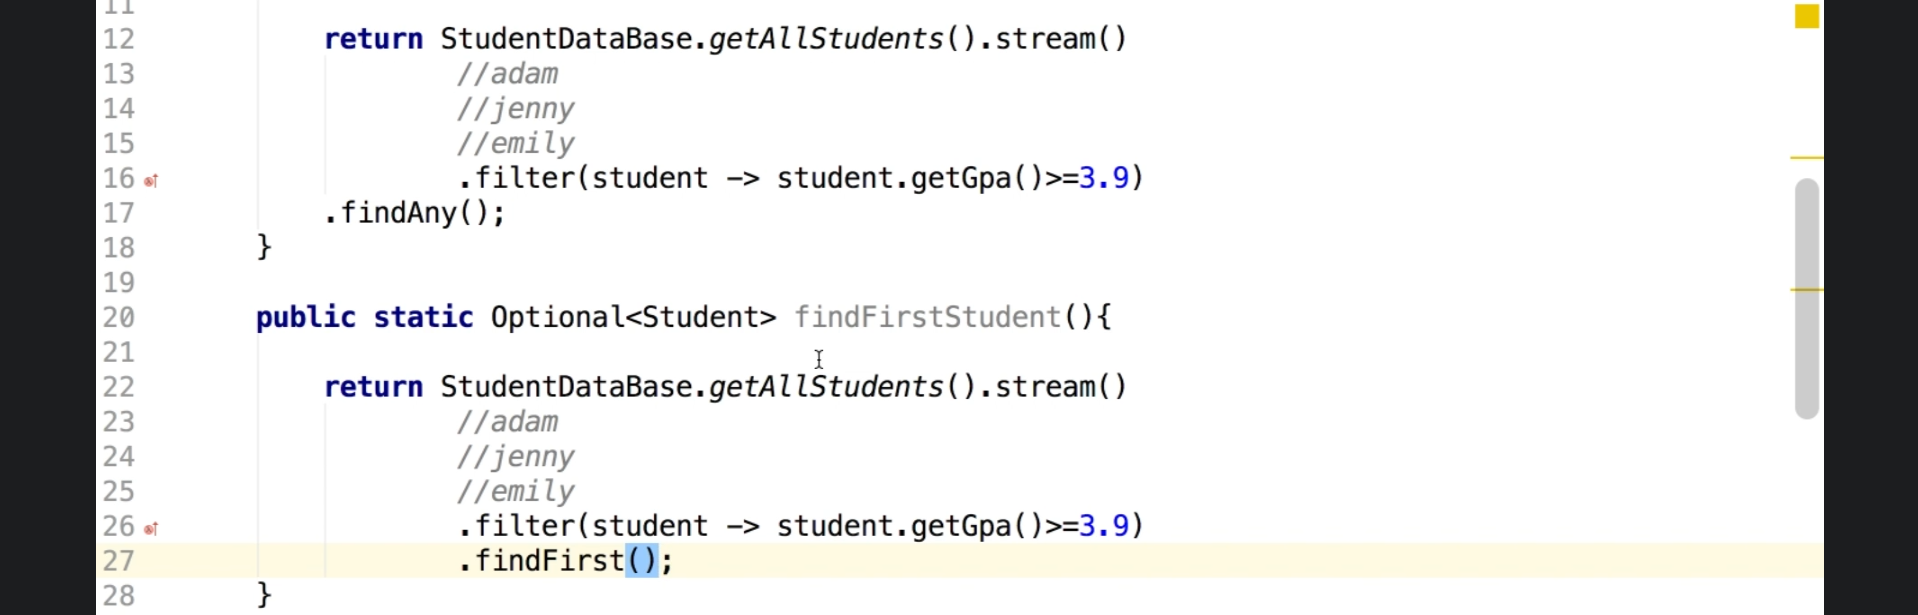 11
12 return StudentDataBase.getAllStudents().stream()
13 //adam
14 //jenny
15 //emily
16 .filter(student -> student.getGpa()>=3.9)
17 .findAny();
18 }
19
20 public static Optional<Student> findFirstStudent(){
21
22 return StudentDataBase.getAllStudents().stream()
23 //adam
24 //jenny
25 //emily
26 .filter(student -> student.getGpa()>=3.9)
27 .findFirst();
28 }